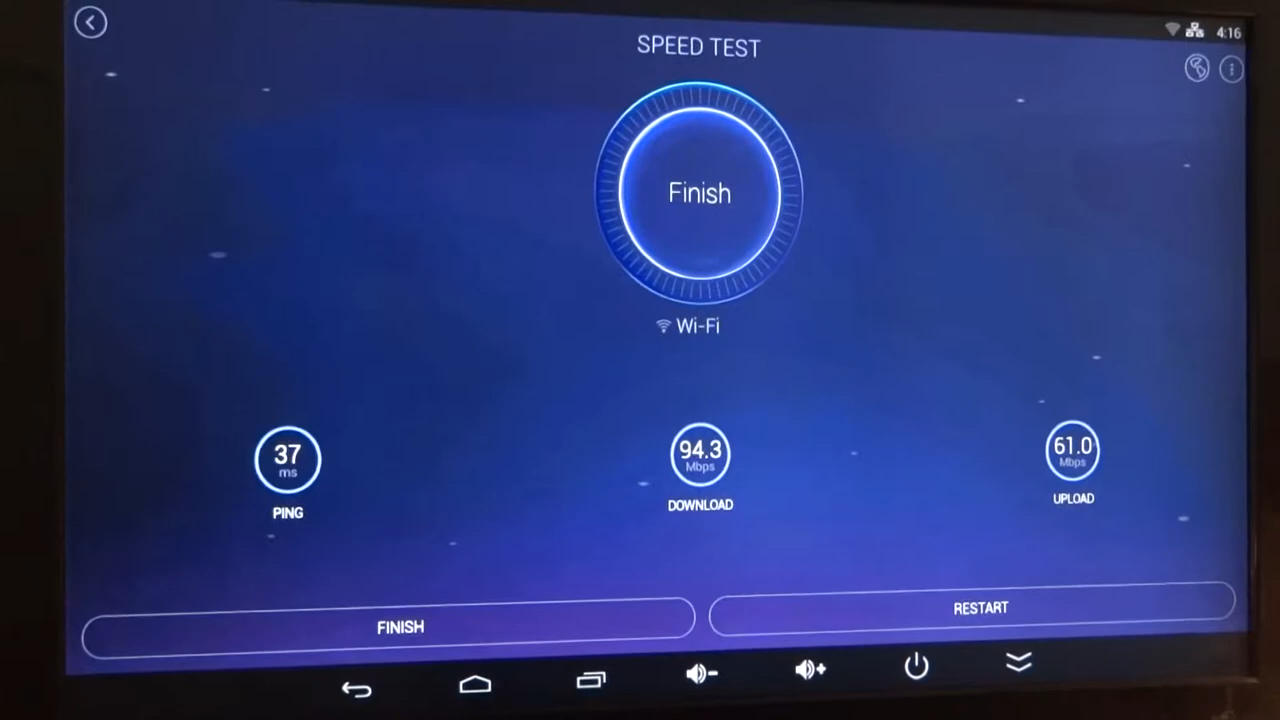 4:16
SPEED TEST
Finish
Wi-Fi
37
ms
PING
94.3
Mbps
DOWNLOAD
61.0
Mbps
UPLOAD
FINISH
RESTART